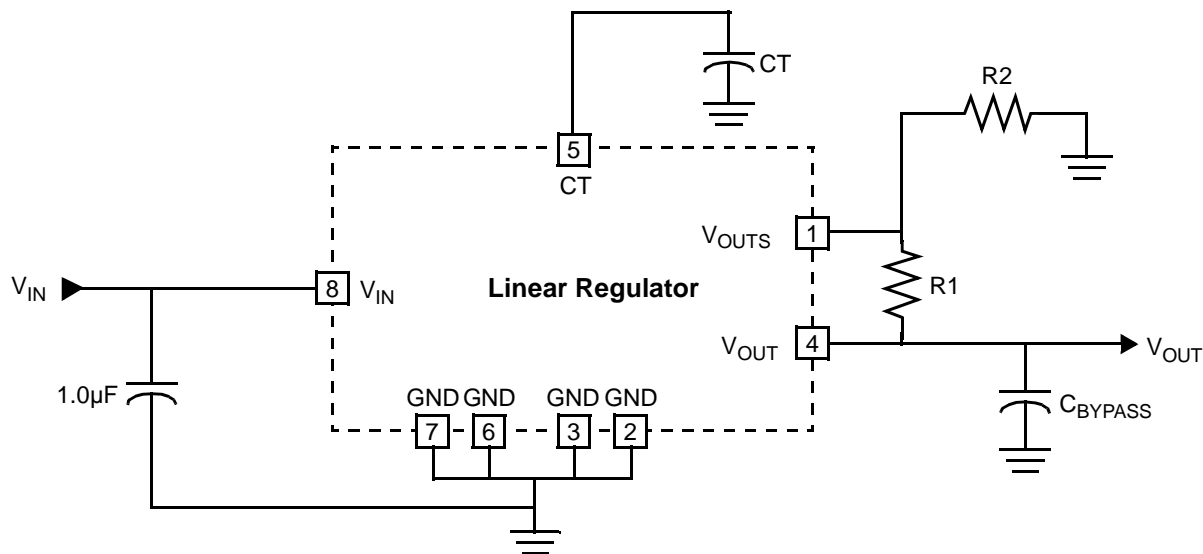 CT
R2
5
CT
V_OUTS
1
V_IN
8
V_IN
Linear Regulator
R1
V_OUT
4
V_OUT
1.0µF
GND GND GND GND
C_BYPASS
7 6 3 2